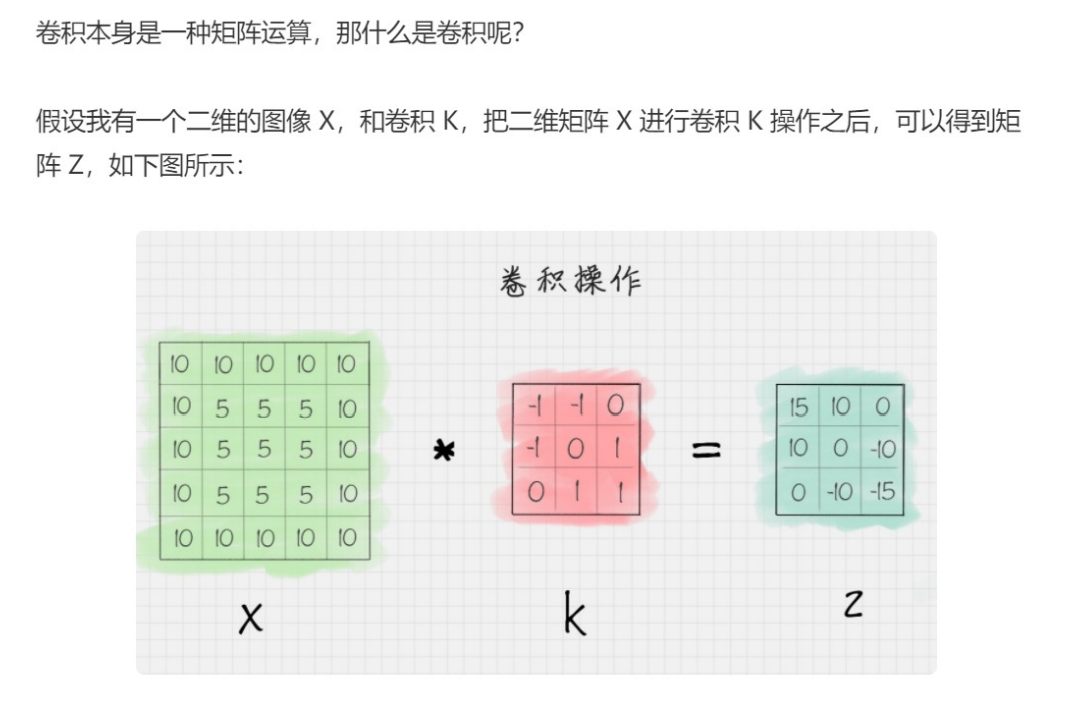 卷积本身是一种矩阵运算，那什么是卷积呢？
假设我有一个二维的图像 X，和卷积 K，把二维矩阵 X 进行卷积 K 操作之后，可以得到矩
阵 Z，如下图所示：
卷积操作
10 10 10 10 10
10 5 5 5 10
10 5 5 5 10
10 5 5 5 10
10 10 10 10 10
*
-1 -1 0
-1 0 1
0 1 1
=
15 10 0
10 0 -10
0 -10 -15
x
k
z